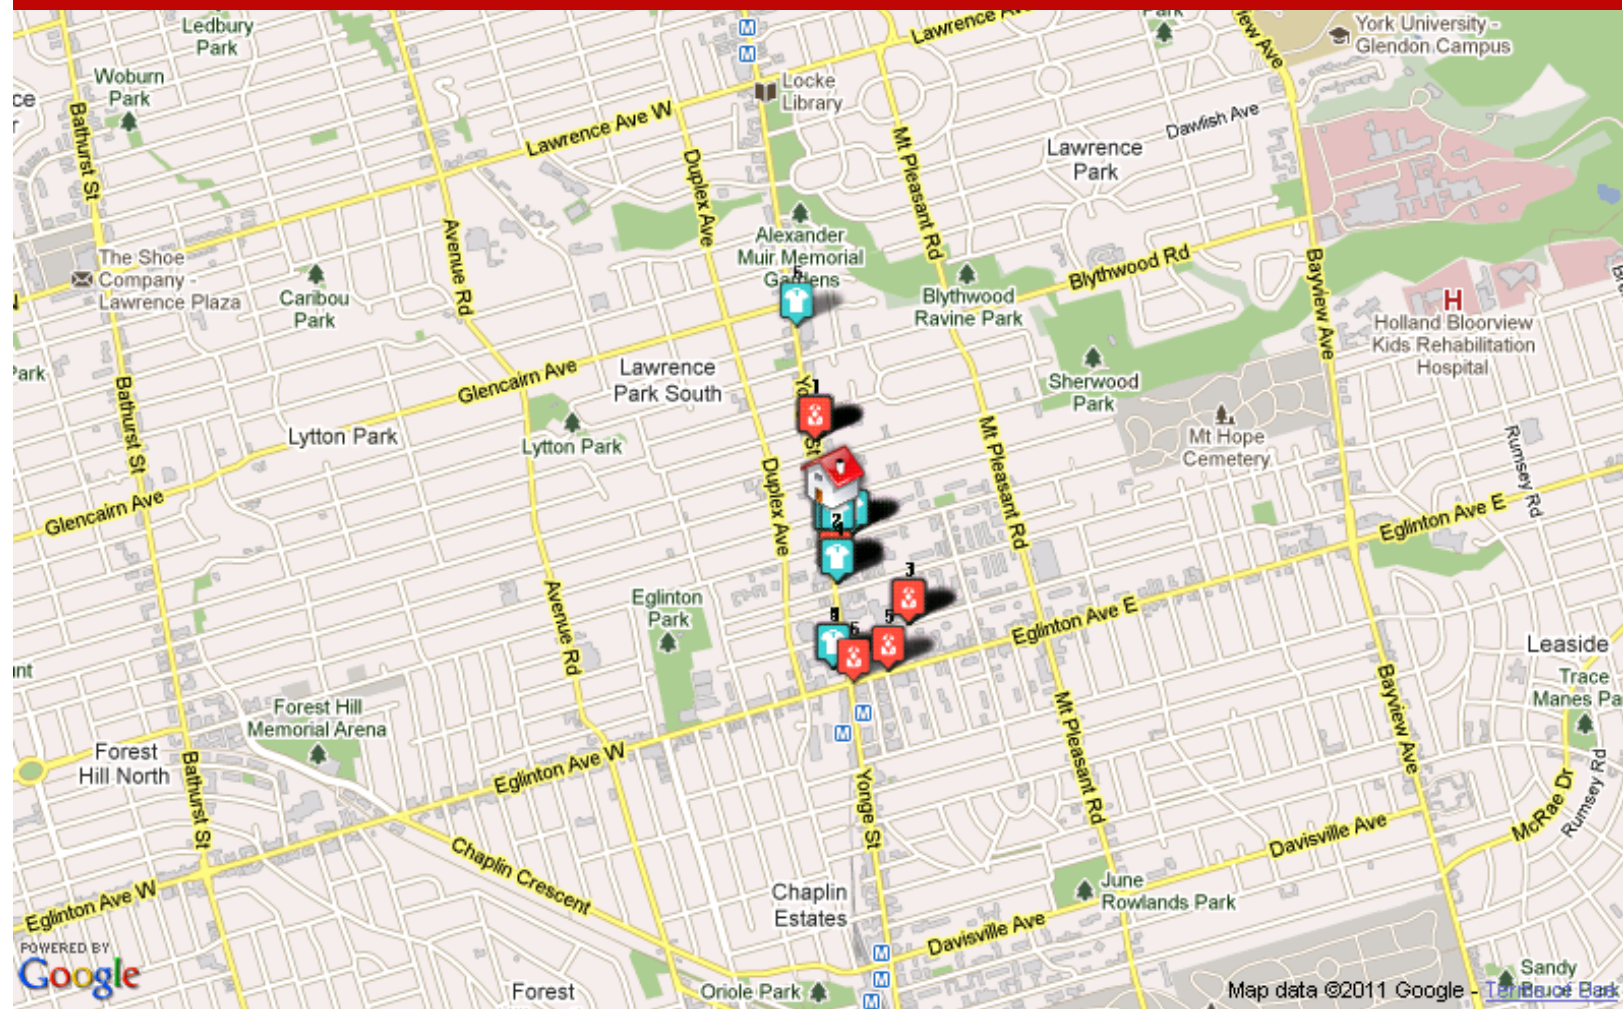 Ledbury
Park
Woburn
Park
Bathurst St
Lawrence Ave W
Locke
Library
Lawrence
Park
York University -
Glendon Campus
Dawlish Ave
Lawrence
Park
Mt Pleasant Rd
Duplex Ave
Avenue Rd
The Shoe
Company -
Lawrence Plaza
Caribou
Park
Alexander
Muir Memorial
Gardens
Blythwood
Ravine Park
Blythwood Rd
Bayview Ave
H
Holland Bloorview
Kids Rehabilitation
Hospital
Park
Bathurst St
Glencairn Ave
Lawrence
Park South
Sherwood
Park
Lytton Park
Lytton Park
1
Mt Pleasant Rd
Mt Hope
Cemetery
Rumsey Rd
Glencairn Ave
Duplex Ave
2
Eglinton Ave E
Avenue Rd
Eglinton
Park
3
5
Eglinton Ave E
Leaside
Trace
Bayview Ave
Forest Hill
Memorial Arena
Forest
Hill North
Bathurst St
Eglinton Ave W
M
M
Yonge St
Mt Pleasant Rd
McRae Dr
Rumsey Rd
Davisville Ave
Chaplin Crescent
Chaplin
Estates
June
Rowlands Park
Eglinton Ave W
Davisville Ave
POWERED BY
Google
Forest
Oriole Park
M
M
M
Sandy
Map data ©2011 Google -